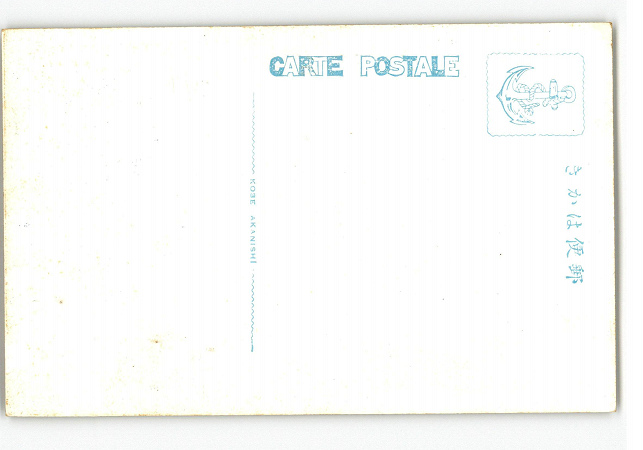 CARTE POSTALE
KOBE AKANISHI
郵便はかき